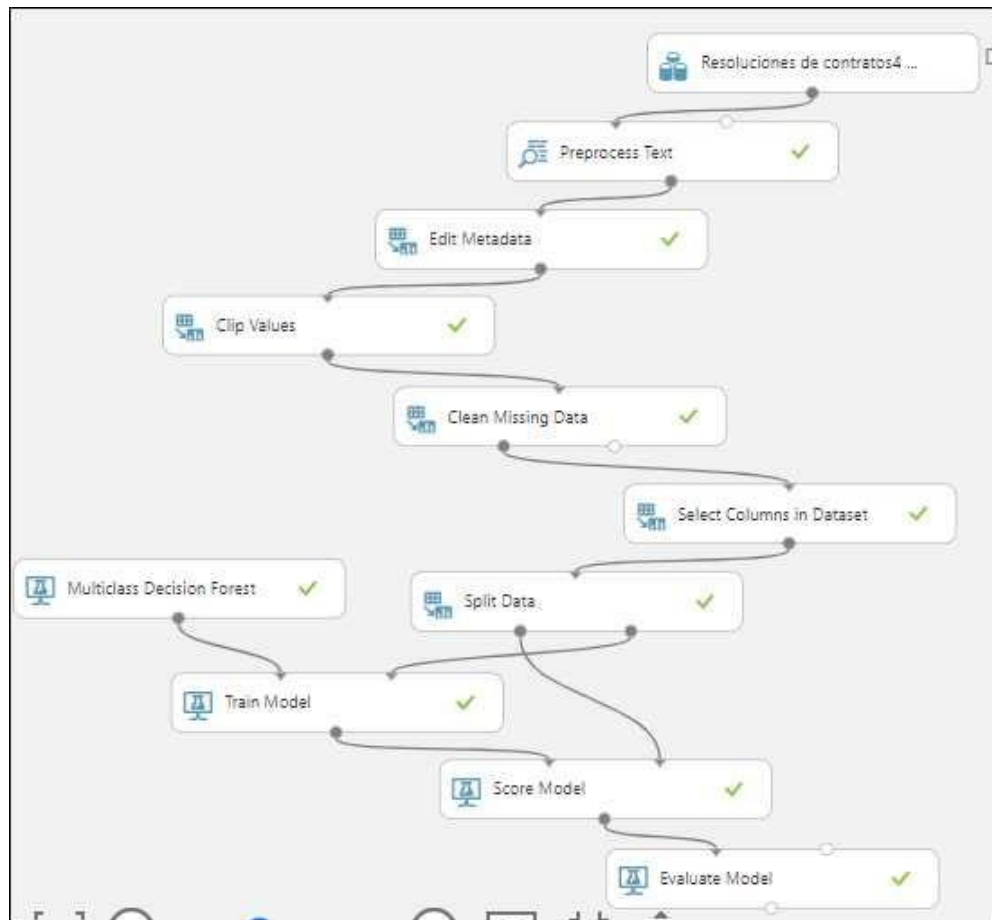 Resoluciones de contratos4 ...
Preprocess Text
Edit Metadata
Clip Values
Clean Missing Data
Select Columns in Dataset
Multiclass Decision Forest
Split Data
Train Model
Score Model
Evaluate Model